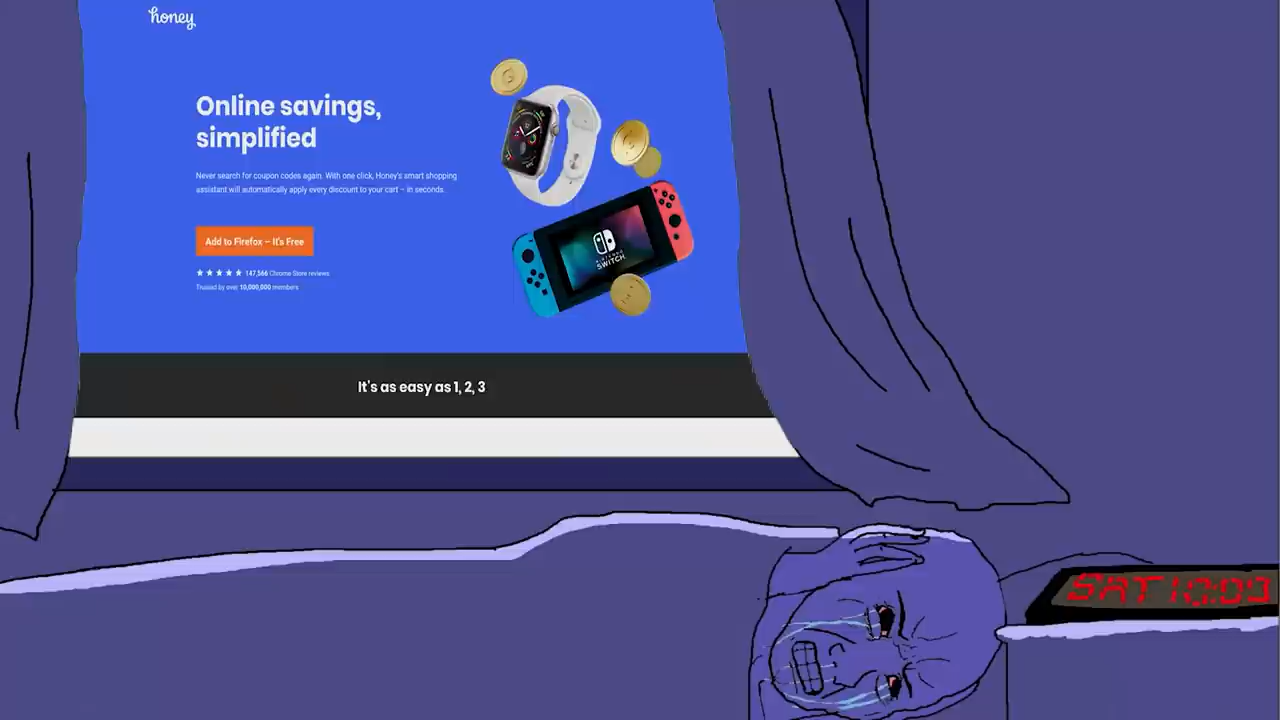 honey
Online savings,
simplified
Never search for coupon codes again. With one click, Honey's smart shopping
assistant will automatically apply every discount to your cart – in seconds.
Add to Firefox – It's Free
★★★★★ 147,566 Chrome Store reviews
Trusted by over 10,000,000 members
NINTENDO
SWITCH
It's as easy as 1, 2, 3
SAT 10:03